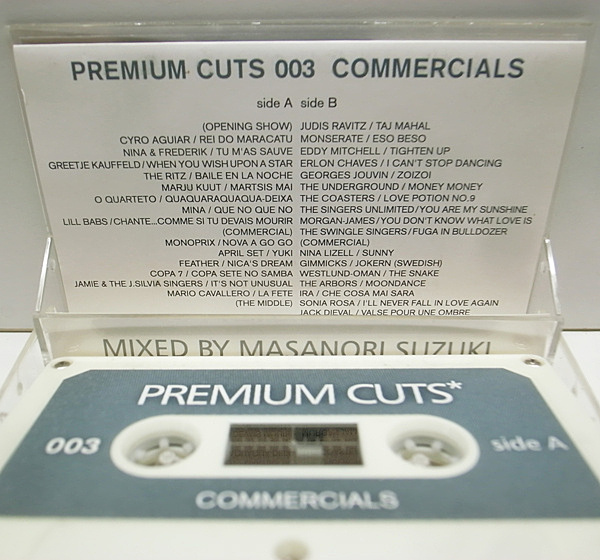 PREMIUM CUTS 003 COMMERCIALS
side A side B
(OPENING SHOW) JUDIS RAVITZ / TAJ MAHAL
CYRO AGUIAR / REI DO MARACATU MONSERATE / ESO BESO
NINA & FREDERIK / TU M'AS SAUVE EDDY MITCHELL / TIGHTEN UP
GREETJE KAUFFELD / WHEN YOU WISH UPON A STAR ERLON CHAVES / I CAN'T STOP DANCING
THE RITZ / BAILE EN LA NOCHE GEORGES JOUVIN / ZOIZOI
MARJU KUUT / MARTSIS MAI THE UNDERGROUND / MONEY MONEY
O QUARTETO / QUAQUARAQUAQUA-DEIXA THE COASTERS / LOVE POTION NO.9
MINA / QUE NO QUE NO THE SINGERS UNLIMITED / YOU ARE MY SUNSHINE
LILL BABS / CHANTE...COMME SI TU DEVAIS MOURIR MORGAN-JAMES / YOU DON'T KNOW WHAT LOVE IS
(COMMERCIAL) THE SWINGLE SINGERS / FUGA IN BULLDOZER
MONOPRIX / NOVA A GO GO (COMMERCIAL)
APRIL SET / YUKI NINA LIZELL / SUNNY
FEATHER / NICA'S DREAM GIMMICKS / JOKERN (SWEDISH)
COPA 7 / COPA SETE NO SAMBA WESTLUND-OMAN / THE SNAKE
JAMIE & THE J.SILVIA SINGERS / IT'S NOT UNUSUAL THE ARBORS / MOONDANCE
MARIO CAVALLERO / LA FETE IRA / CHE COSA MAI SARA
(THE MIDDLE) SONIA ROSA / I'LL NEVER FALL IN LOVE AGAIN
JACK DIEVAL / VALSE POUR UNE OMBRE
MIXED BY MASANORI SUZUKI
PREMIUM CUTS*
003 side A
COMMERCIALS